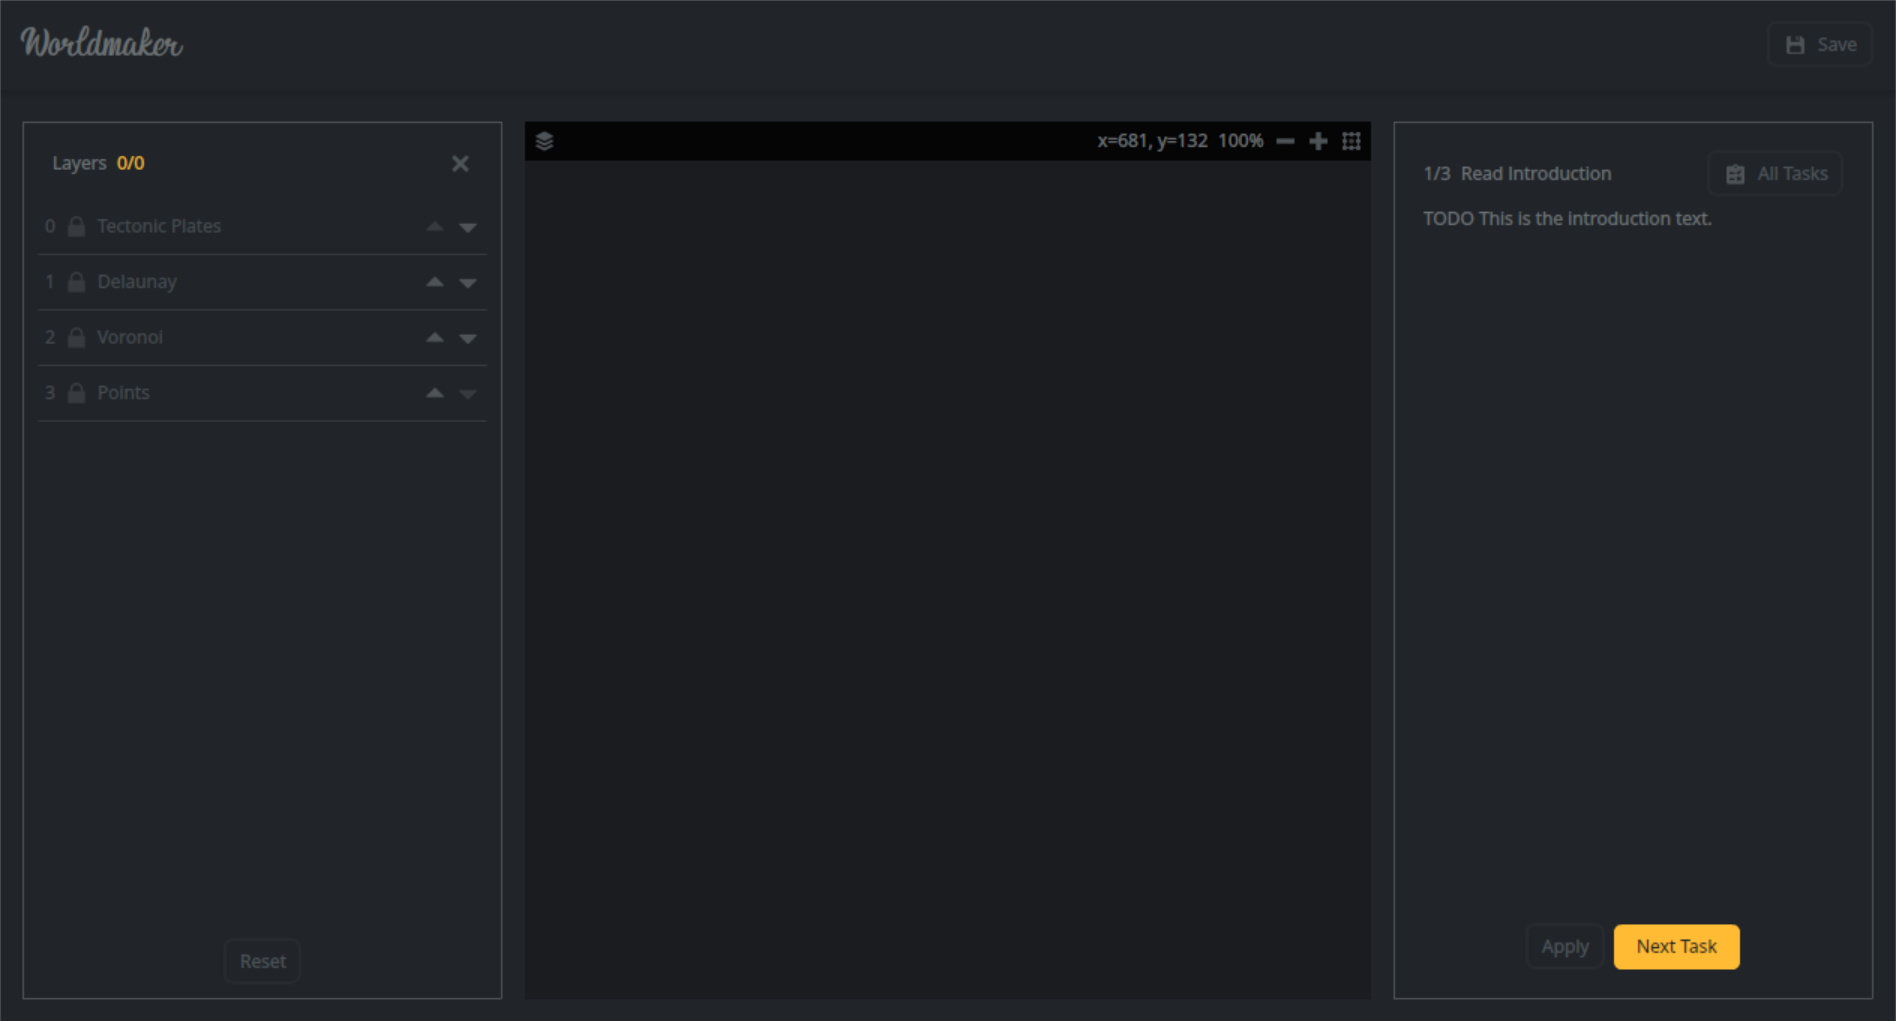 Worldmaker
Save
Layers 0/0
0 Tectonic Plates
1 Delaunay
2 Voronoi
3 Points
Reset
x=681, y=132 100%
1/3 Read Introduction
All Tasks
TODO This is the introduction text.
Apply
Next Task